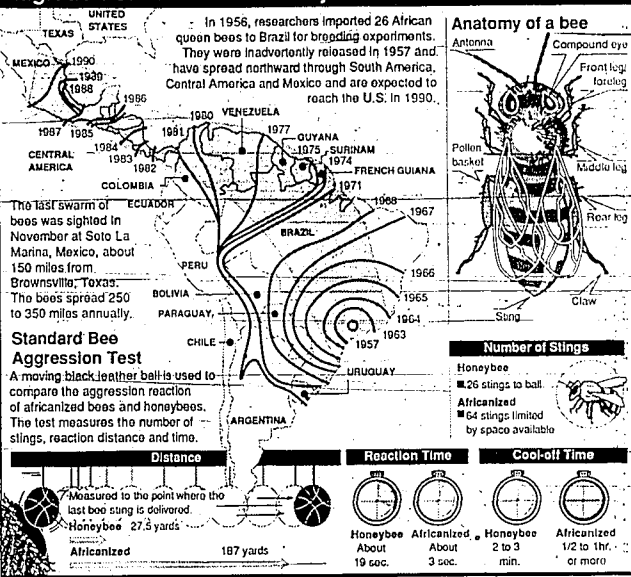 In 1956, researchers imported 26 African
queen bees to Brazil for breeding experiments.
They were inadvertently released in 1957 and
have spread northward through South America,
Central America and Mexico and are expected to
reach the U.S. in 1990.
UNITED
STATES
TEXAS
MEXICO
1990
1989
1988
1986
1987
1985
1984
1983
1982
CENTRAL
AMERICA
1981
1980
VENEZUELA
1977
GUYANA
1975
SURINAM
1974
FRENCH GUIANA
1971
COLOMBIA
ECUADOR
1968
1967
BRAZIL
1966
1965
1964
1963
1957
PERU
BOLIVIA
PARAGUAY
CHILE
URUGUAY
ARGENTINA
The last swarm of
bees was sighted in
November at Soto La
Marina, Mexico, about
150 miles from
Brownsville, Texas.
The bees spread 250
to 350 miles annually.
Standard Bee
Aggression Test
A moving black leather ball is used to
compare the aggression reaction
of africanized bees and honeybees.
The test measures the number of
stings, reaction distance and time.
Anatomy of a bee
Antenna
Compound eye
Front leg/
foreleg
Pollen
basket
Middle leg
Rear leg
Sting
Claw
Number of Stings
Honeybee
26 stings to ball
Africanized
64 stings limited
by space available
Distance
Measured to the point where the
last bee sting is delivered.
Honeybee 27.5 yards
Africanized 187 yards
Reaction Time
Honeybee
About
19 sec.
Africanized
About
3 sec.
Cool-off Time
Honeybee
2 to 3
min.
Africanized
1/2 to 1hr.
or more